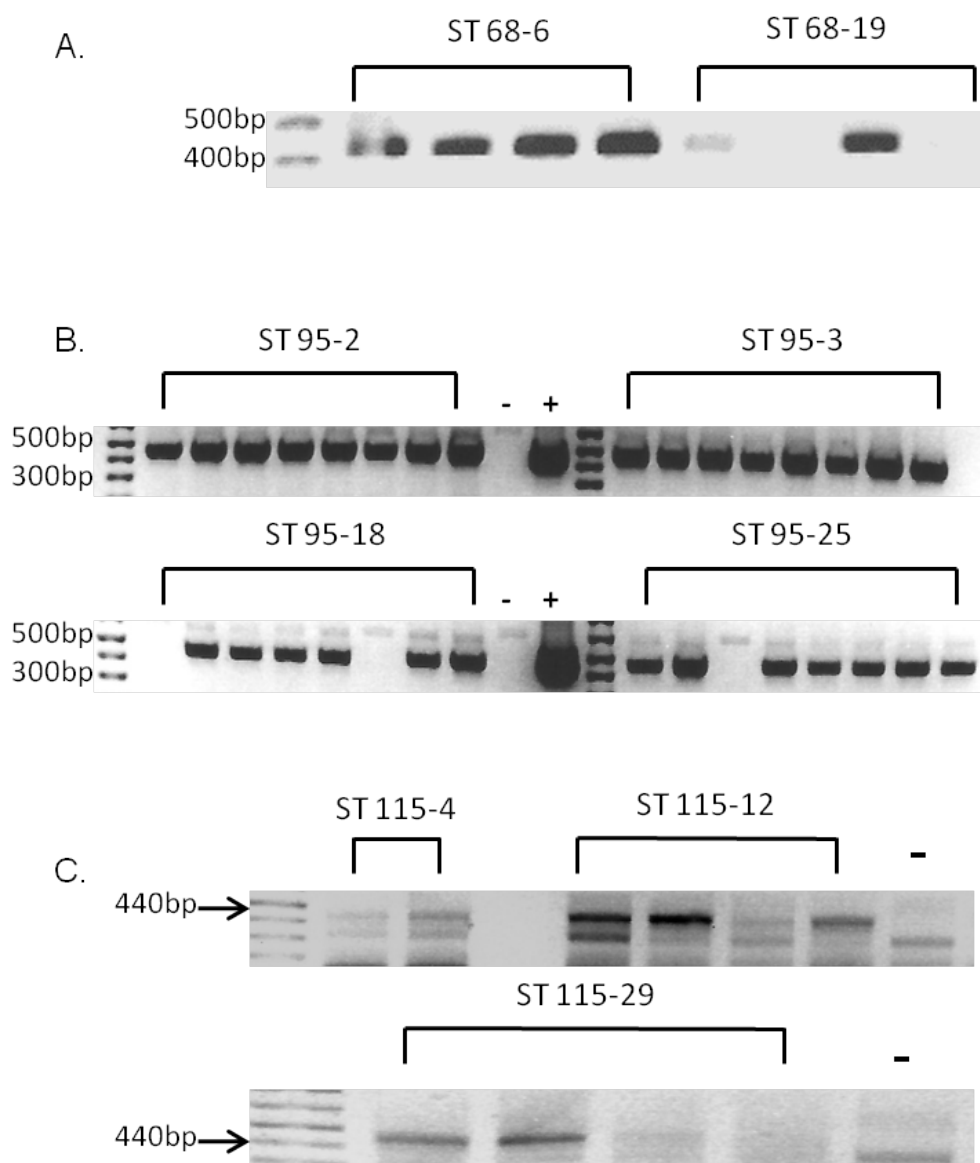 A.
ST 68-6 ST 68-19
500bp
400bp
B.
ST 95-2 ST 95-3
- +
500bp
300bp
ST 95-18 ST 95-25
- +
500bp
300bp
C.
ST 115-4 ST 115-12
-
440bp
ST 115-29
-
440bp